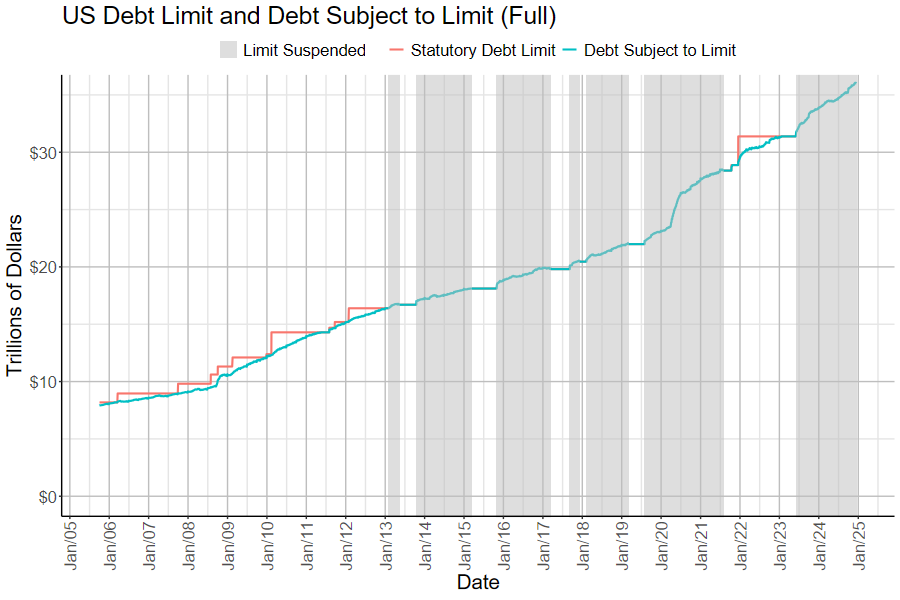 US Debt Limit and Debt Subject to Limit (Full)
Limit Suspended Statutory Debt Limit Debt Subject to Limit
Trillions of Dollars
$30
$20
$10
$0
Jan/05 Jan/06 Jan/07 Jan/08 Jan/09 Jan/10 Jan/11 Jan/12 Jan/13 Jan/14 Jan/15 Jan/16 Jan/17 Jan/18 Jan/19 Jan/20 Jan/21 Jan/22 Jan/23 Jan/24 Jan/25
Date